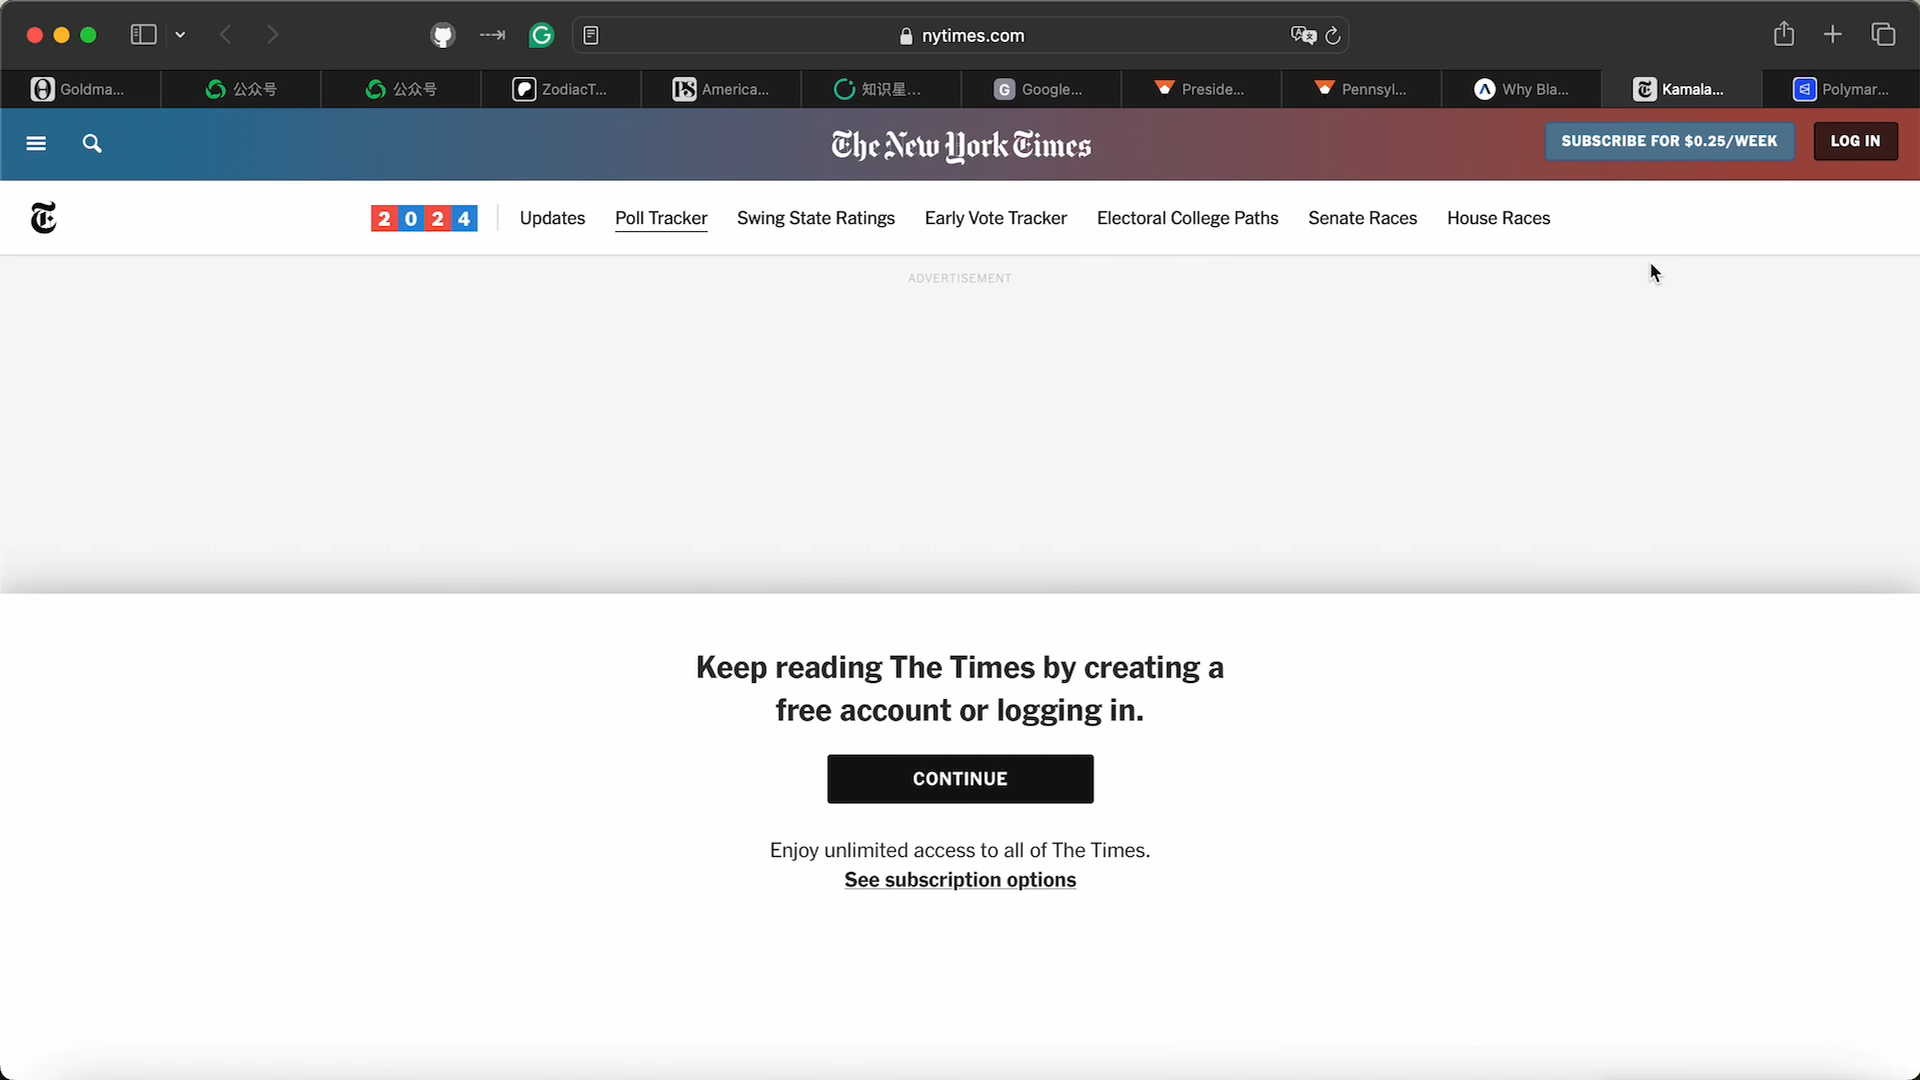 nytimes.com
Goldma...
公众号
公众号
ZodiacT...
America...
知识星...
Google...
Preside...
Pennsyl...
Why Bla...
Kamala...
Polymar...
The New York Times
SUBSCRIBE FOR $0.25/WEEK
LOG IN
2024
Updates
Poll Tracker
Swing State Ratings
Early Vote Tracker
Electoral College Paths
Senate Races
House Races
ADVERTISEMENT
Keep reading The Times by creating a
free account or logging in.
CONTINUE
Enjoy unlimited access to all of The Times.
See subscription options